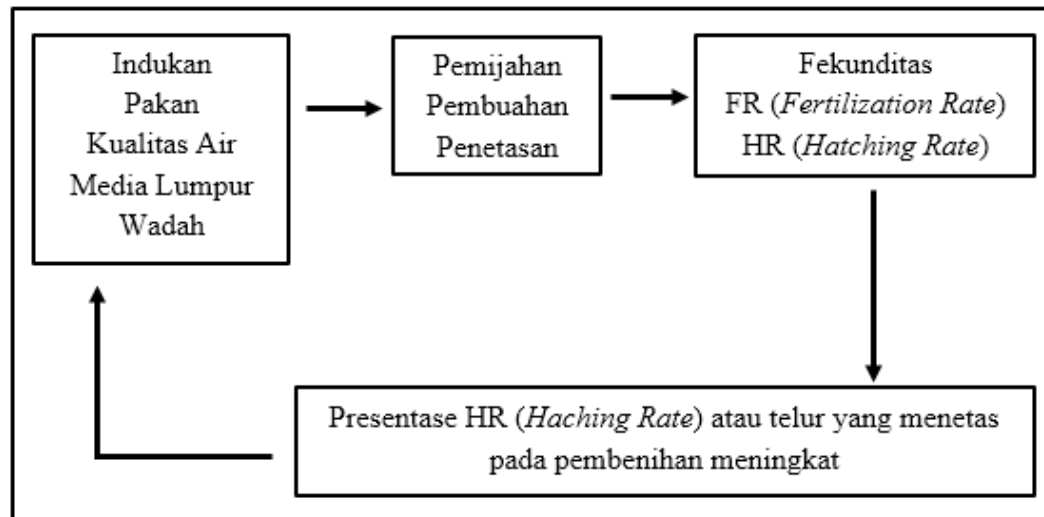 Indukan
Pakan
Kualitas Air
Media Lumpur
Wadah
Pemijahan
Pembuahan
Penetasan
Fekunditas
FR (Fertilization Rate)
HR (Hatching Rate)
Presentase HR (Haching Rate) atau telur yang menetas
pada pembenihan meningkat